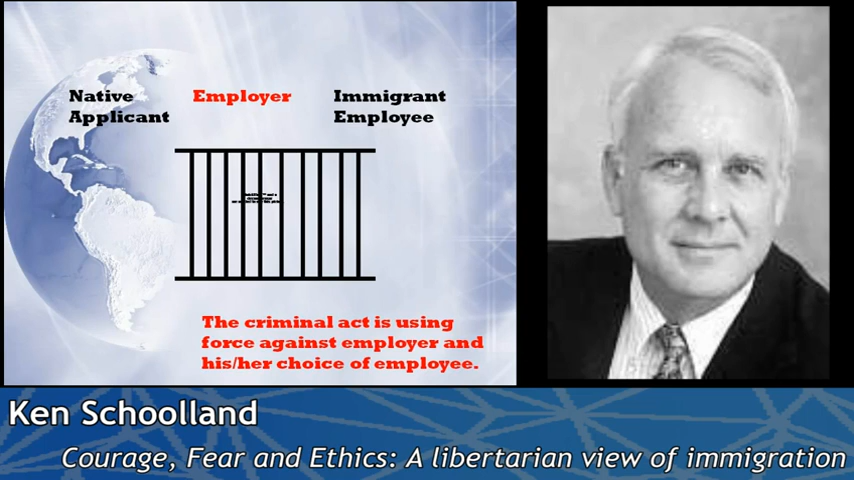 Native
Applicant
Employer
Immigrant
Employee
The criminal act is using
force against employer and
his/her choice of employee.
Ken Schoolland
Courage, Fear and Ethics: A libertarian view of immigration